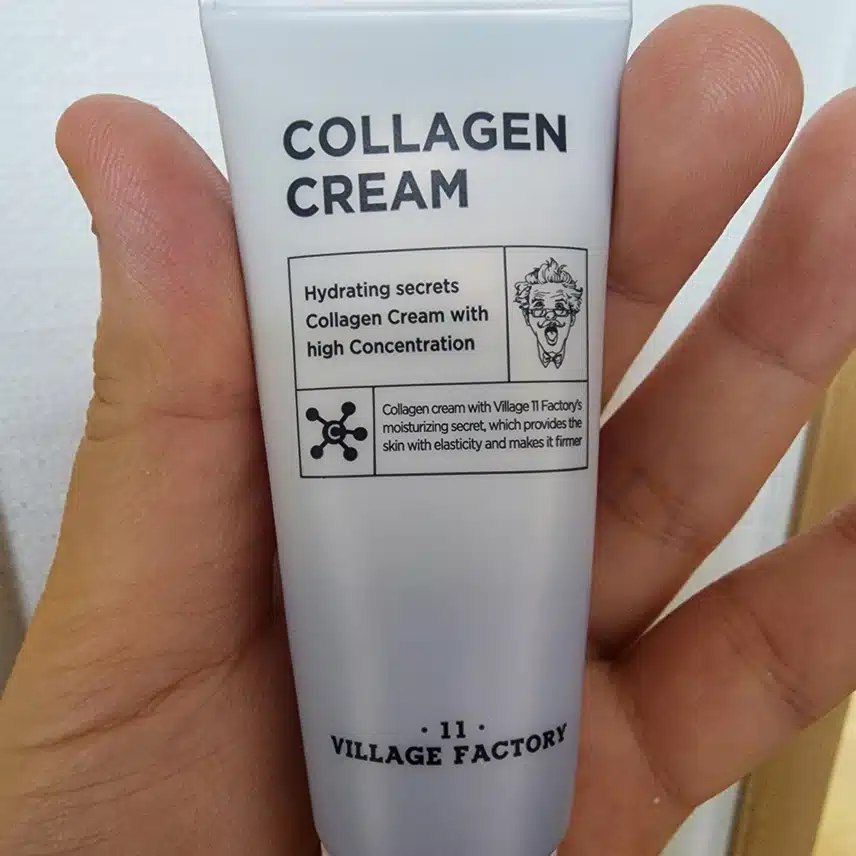 COLLAGEN
CREAM
Hydrating secrets
Collagen Cream with
high Concentration
C
Collagen cream with Village 11 Factory's
moisturizing secret, which provides the
skin with elasticity and makes it firmer
· 11 ·
VILLAGE FACTORY